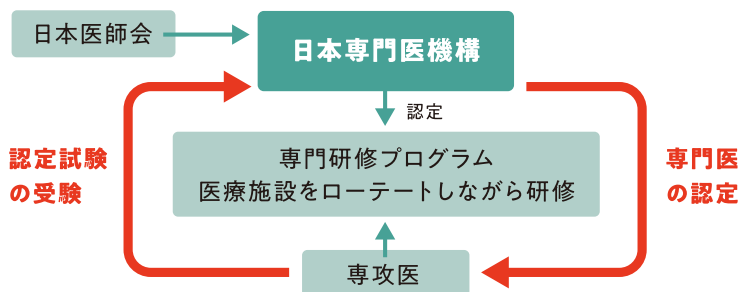 日本医師会
日本専門医機構
認定
認定試験
の受験
専門研修プログラム
医療施設をローテートしながら研修
専門医
の認定
専攻医